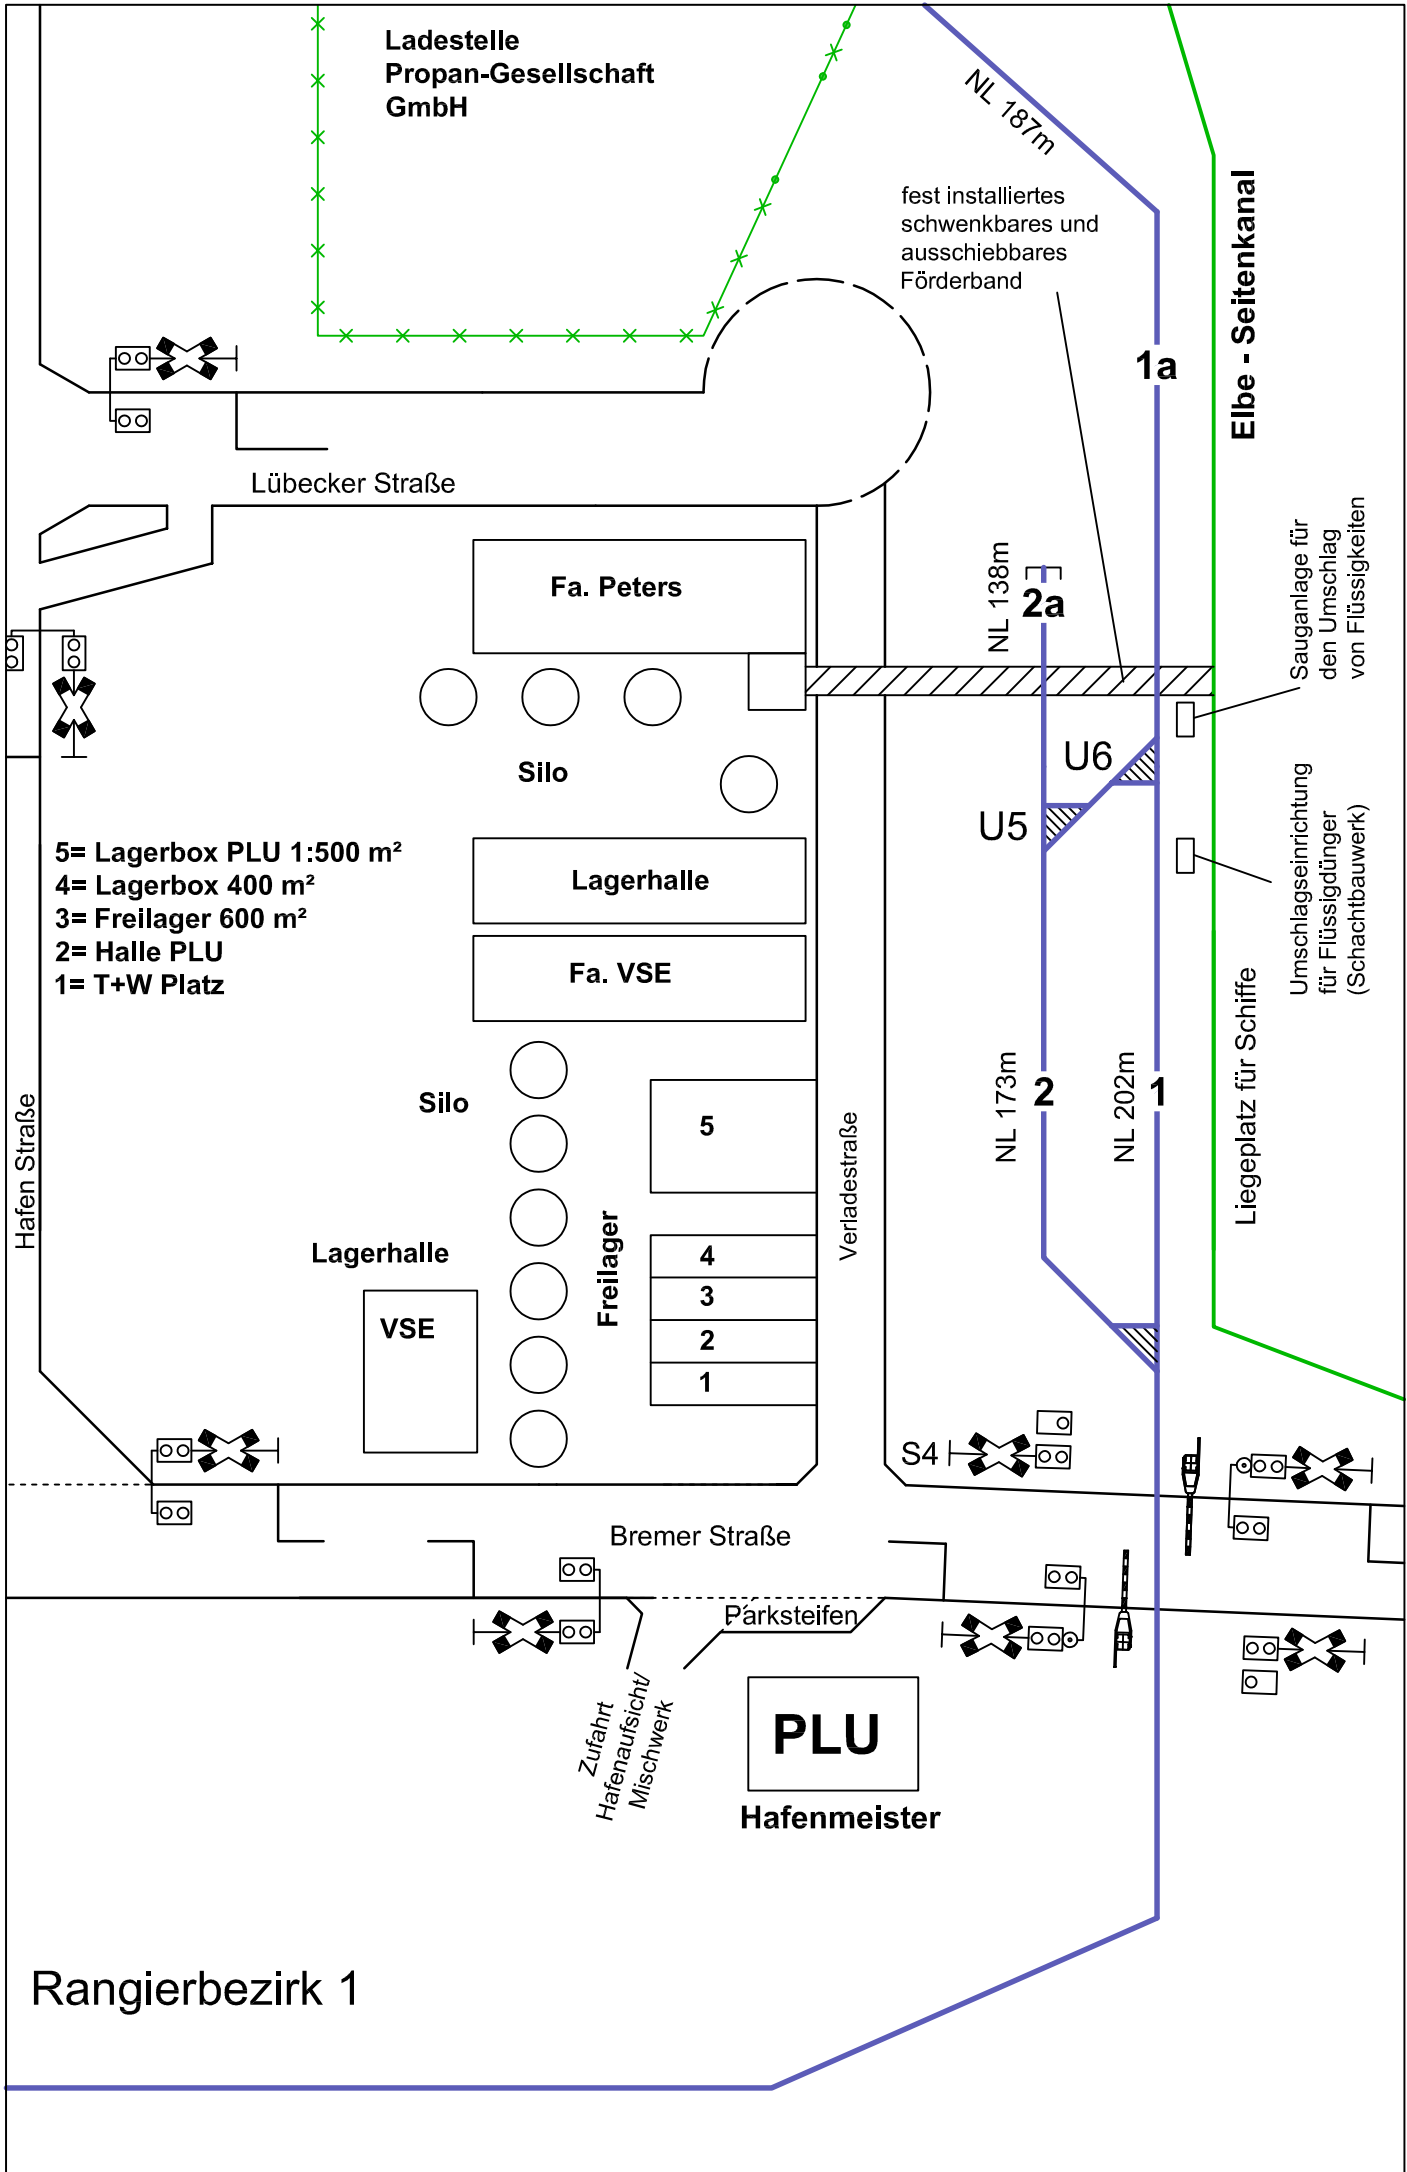 Ladestelle
Propan-Gesellschaft
GmbH
NL 187m
fest installiertes
schwenkbares und
ausschiebbares
Förderband
Elbe - Seitenkanal
1a
Lübecker Straße
Fa. Peters
NL 138m
2a
Sauganlage für
den Umschlag
von Flüssigkeiten
Silo
U6
U5
Umschlagseinrichtung
für Flüssigdünger
(Schachtbauwerk)
5= Lagerbox PLU 1:500 m²
4= Lagerbox 400 m²
3= Freilager 600 m²
2= Halle PLU
1= T+W Platz
Lagerhalle
Fa. VSE
Liegeplatz für Schiffe
Hafen Straße
Silo
5
NL 173m
2
NL 202m
1
Verladestraße
Lagerhalle
VSE
Freilager
4
3
2
1
S4
Bremer Straße
Parksteifen
Zufahrt
Hafenaufsicht/
Mischwerk
PLU
Hafenmeister
Rangierbezirk 1